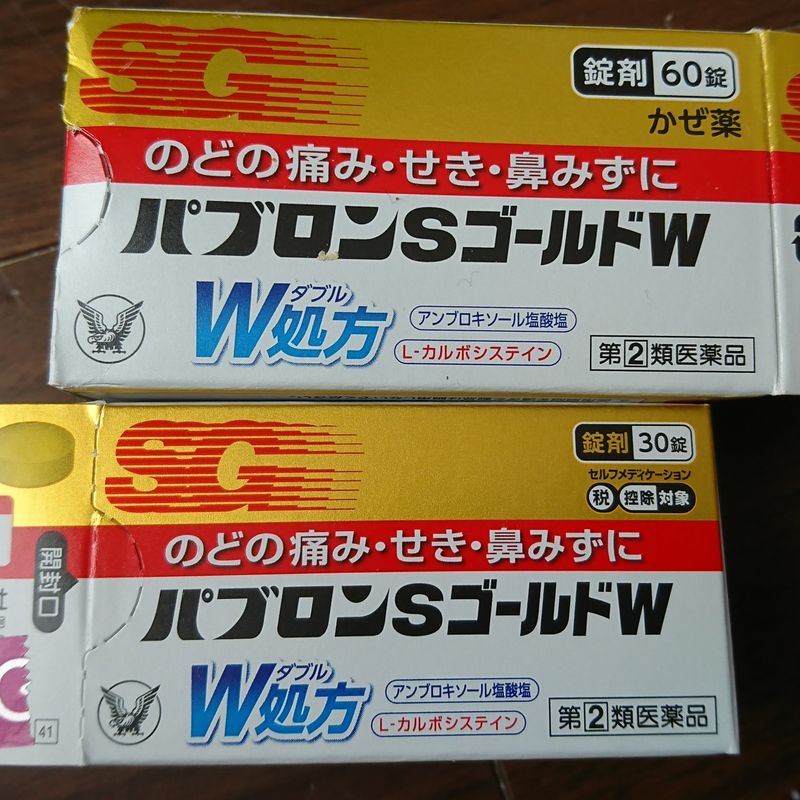 SG
錠剤 60錠
かぜ薬
のどの痛み・せき・鼻みずに
パブロンSゴールドW
ダブル
W処方
アンブロキソール塩酸塩
L-カルボシステイン
第2類医薬品
SG
錠剤 30錠
セルフメディケーション
税 控除 対象
開封口
のどの痛み・せき・鼻みずに
パブロンSゴールドW
ダブル
W処方
アンブロキソール塩酸塩
L-カルボシステイン
第2類医薬品
41